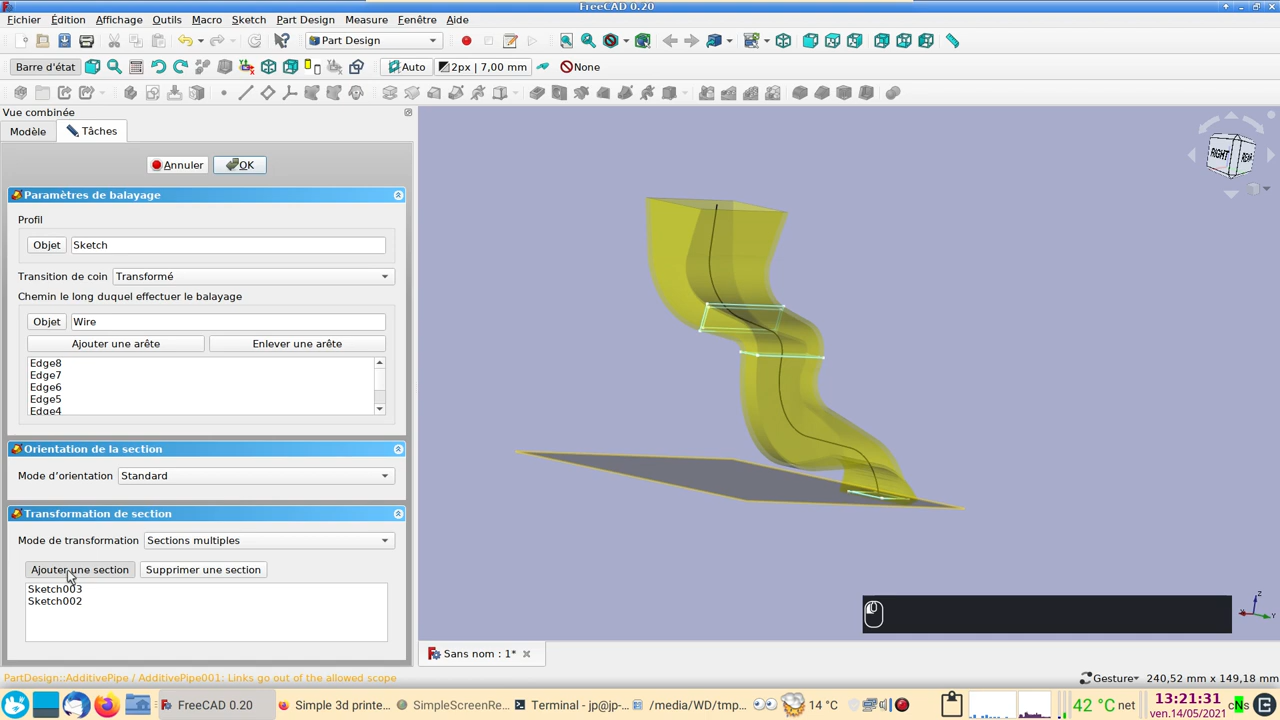 FreeCAD 0.20
Fichier Édition Affichage Outils Macro Sketch Part Design Measure Fenêtre Aide
Part Design
Barre d'état Auto 2px | 7,00 mm None
Vue combinée
Modèle Tâches
Annuler OK
Paramètres de balayage
Profil
Objet Sketch
Transition de coin Transformé
Chemin le long duquel effectuer le balayage
Objet Wire
Ajouter une arête Enlever une arête
Edge8
Edge7
Edge6
Edge5
Edge4
Orientation de la section
Mode d'orientation Standard
Transformation de section
Mode de transformation Sections multiples
Ajouter une section Supprimer une section
Sketch003
Sketch002
RIGHT REAR
Z
Y
Sans nom : 1*
PartDesign::AdditivePipe / AdditivePipe001: Links go out of the allowed scope
Gesture 240,52 mm x 149,18 mm
FreeCAD 0.20 Simple 3d printe... SimpleScreenRe... Terminal - jp@jp-... /media/WD/tmp... 14 °C 42 °C net 13:21:31 cNs
ven.14/05/2021